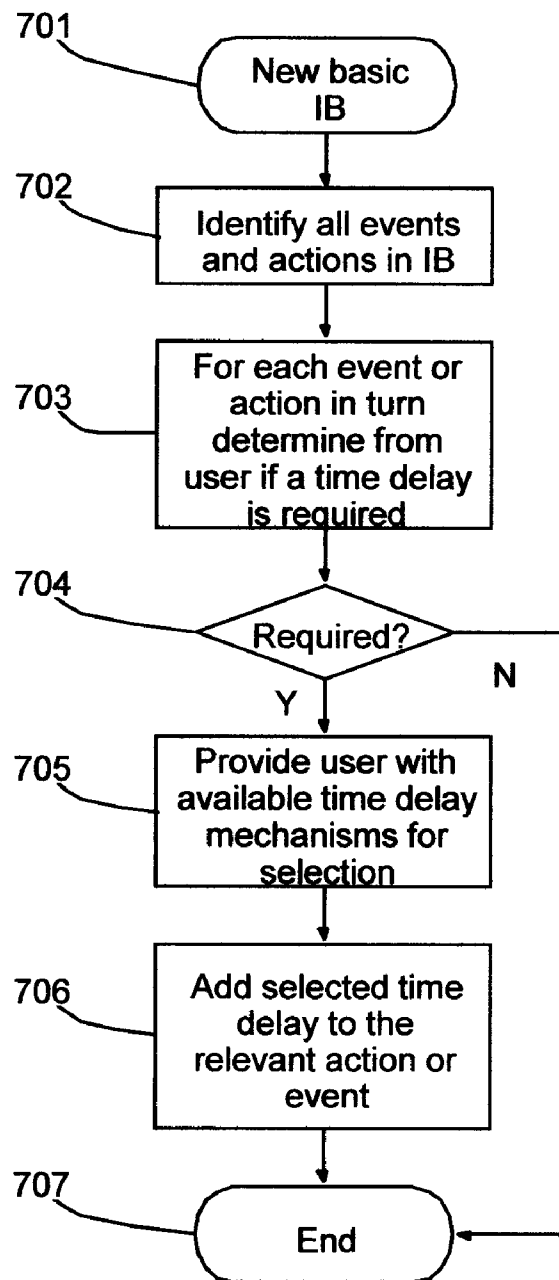 701
New basic
IB
702
Identify all events
and actions in IB
703
For each event or
action in turn
determine from
user if a time delay
is required
704
Required?
N
Y
705
Provide user with
available time delay
mechanisms for
selection
706
Add selected time
delay to the
relevant action or
event
707
End